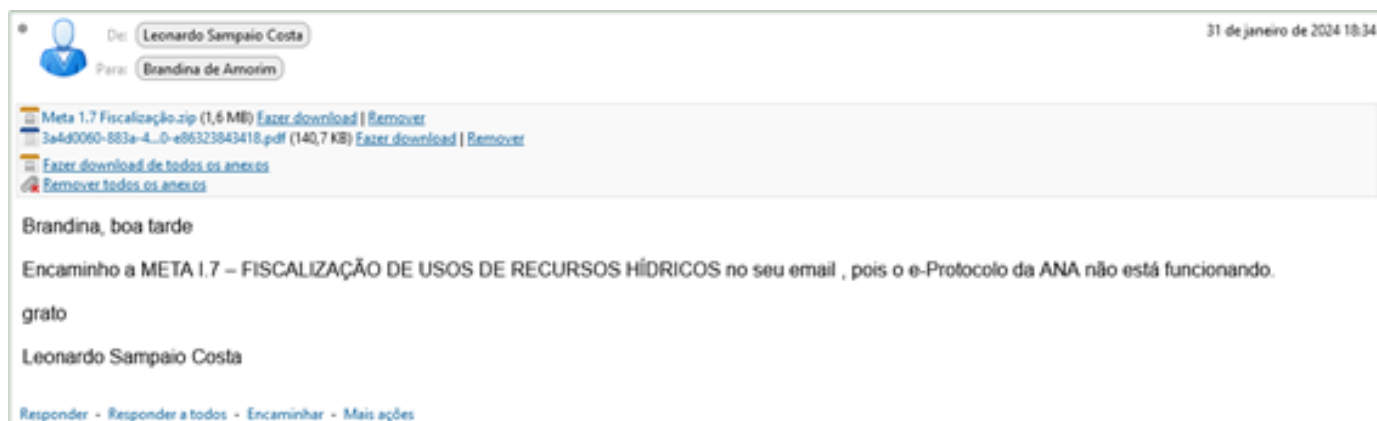 De: Leonardo Sampaio Costa
31 de janeiro de 2024 18:34
Para: Brandina de Amorim
Meta 1.7 Fiscalização.zip (1,6 MB) Fazer download | Remover
3a4d0060-883a-4...0-e86323843418.pdf (140,7 KB) Fazer download | Remover
Fazer download de todos os anexos
Remover todos os anexos
Brandina, boa tarde
Encaminho a META I.7 – FISCALIZAÇÃO DE USOS DE RECURSOS HÍDRICOS no seu email , pois o e-Protocolo da ANA não está funcionando.
grato
Leonardo Sampaio Costa
Responder - Responder a todos - Encaminhar - Mais ações